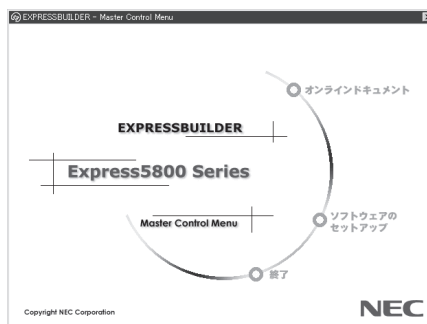 EXPRESSBUILDER - Master Control Menu
オンラインドキュメント
EXPRESSBUILDER
Express5800 Series
ソフトウェアの
セットアップ
Master Control Menu
終了
Copyright NEC Corporation
NEC